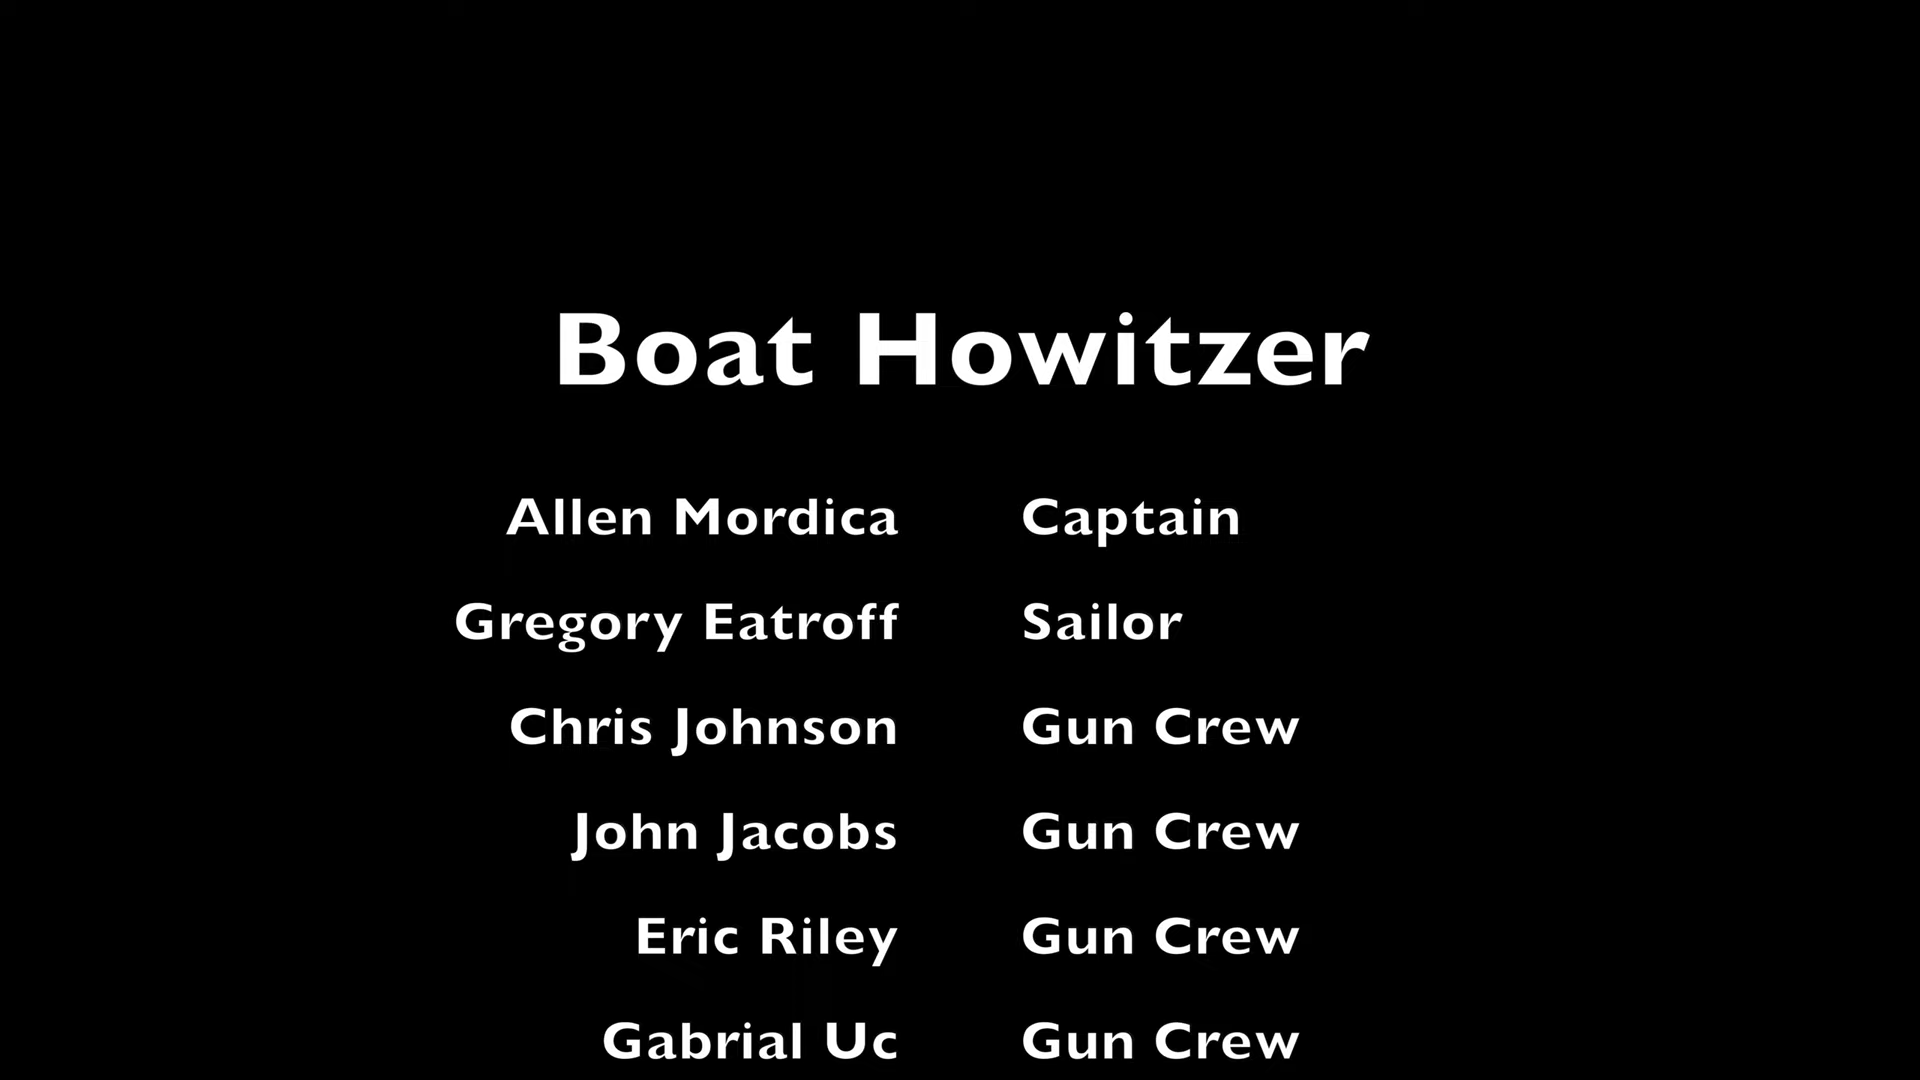 Boat Howitzer
Allen Mordica Captain
Gregory Eatroff Sailor
Chris Johnson Gun Crew
John Jacobs Gun Crew
Eric Riley Gun Crew
Gabrial Uc Gun Crew